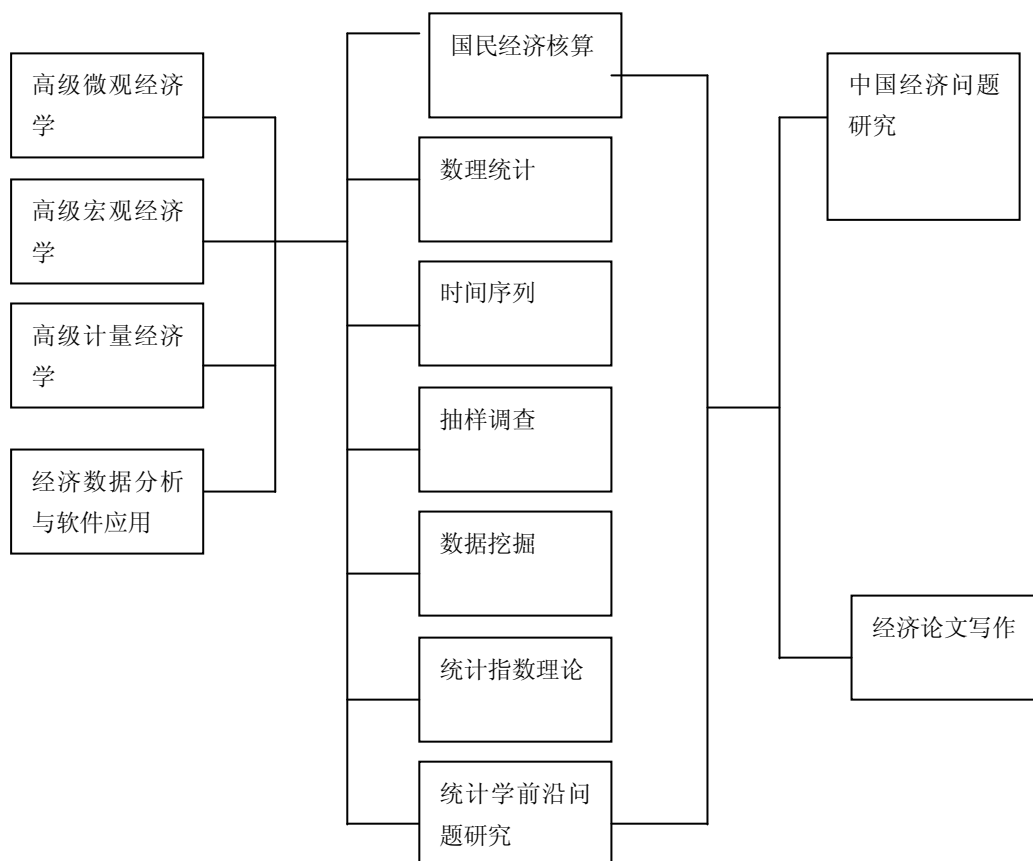 高级微观经济
学
高级宏观经济
学
高级计量经济
学
经济数据分析
与软件应用
国民经济核算
数理统计
时间序列
抽样调查
数据挖掘
统计指数理论
统计学前沿问
题研究
中国经济问题
研究
经济论文写作